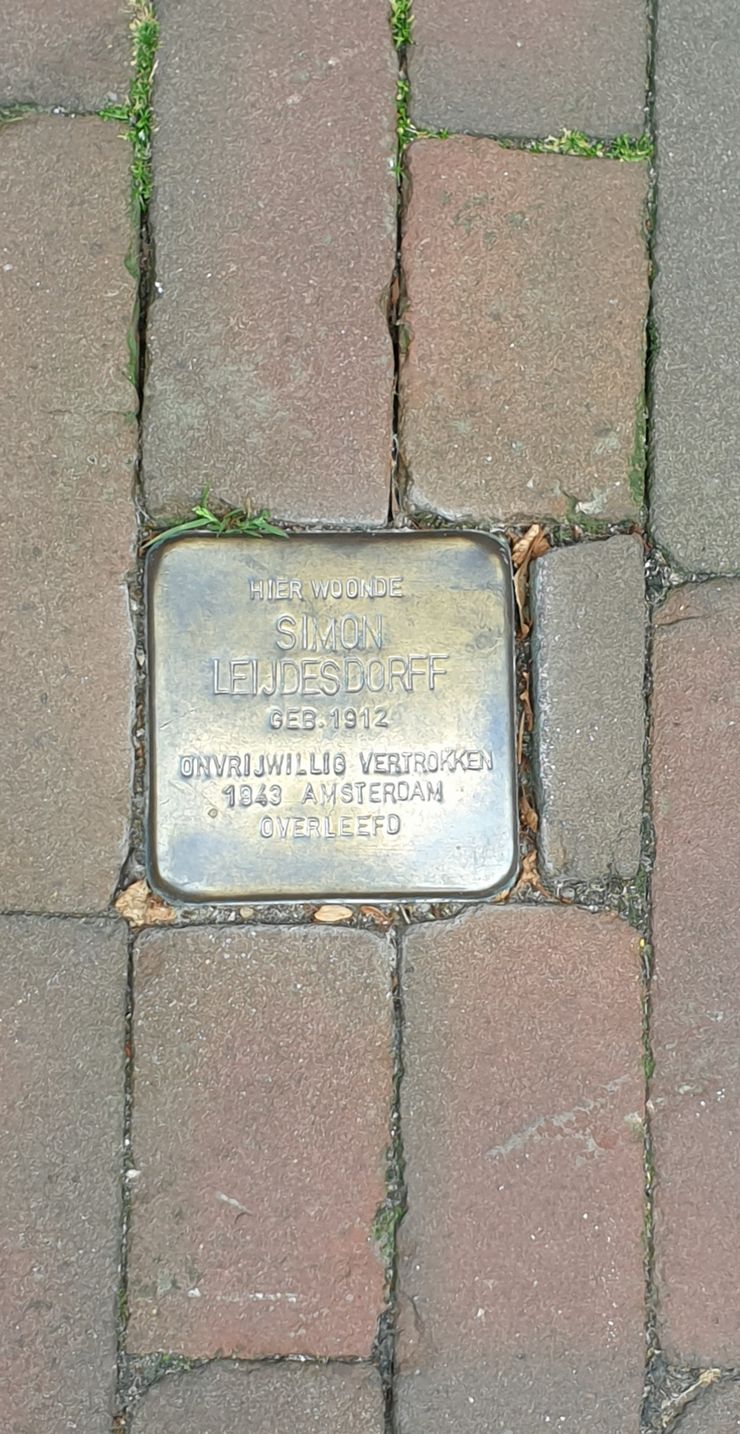 HIER WOONDE
SIMON
LEIJDESDORFF
GEB. 1912
ONVRIJWILLIG VERTROKKEN
1943 AMSTERDAM
OVERLEEFD